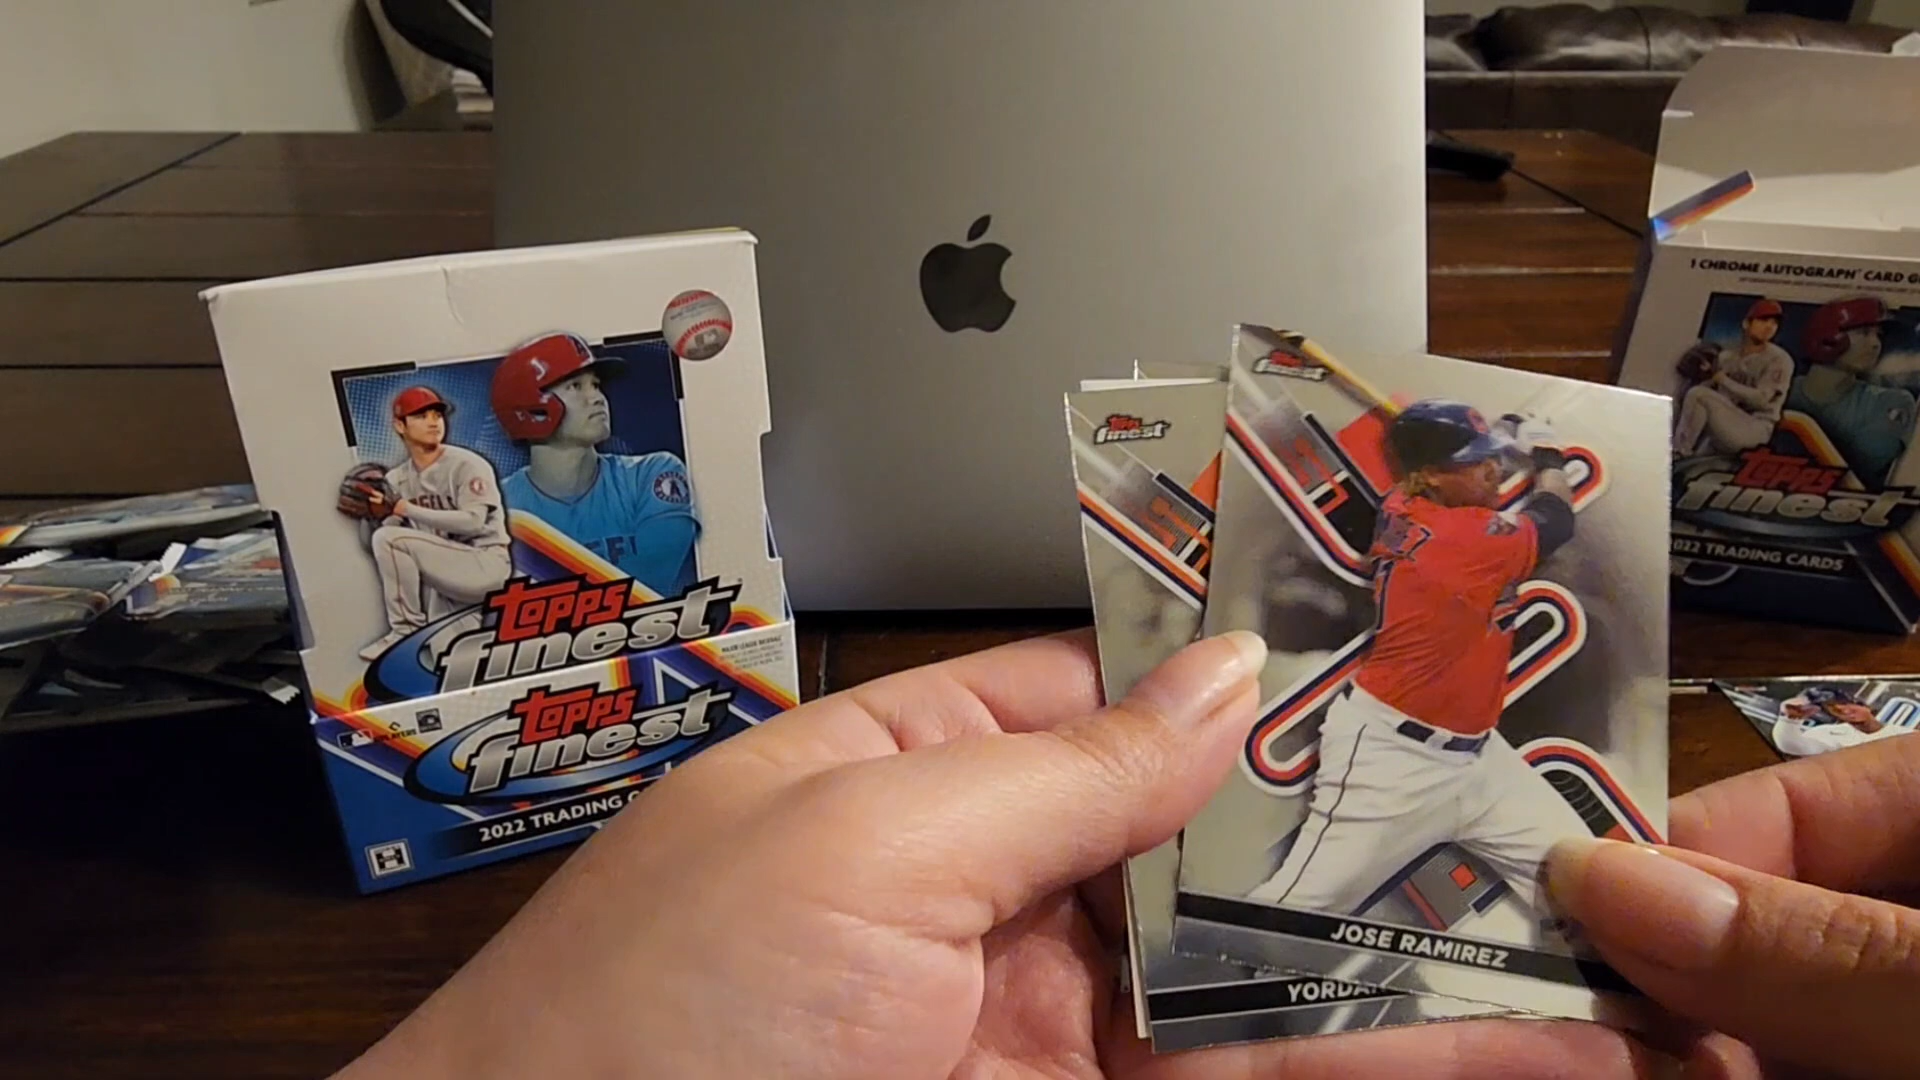 J
A
TOPPS
finest
TOPPS
finest
2022 TRADING
Topps
finest
Topps
finest
JOSE RAMIREZ
YORDAN
1 CHROME AUTOGRAPH CARD
TOPPS
finest
2022 TRADING CARDS